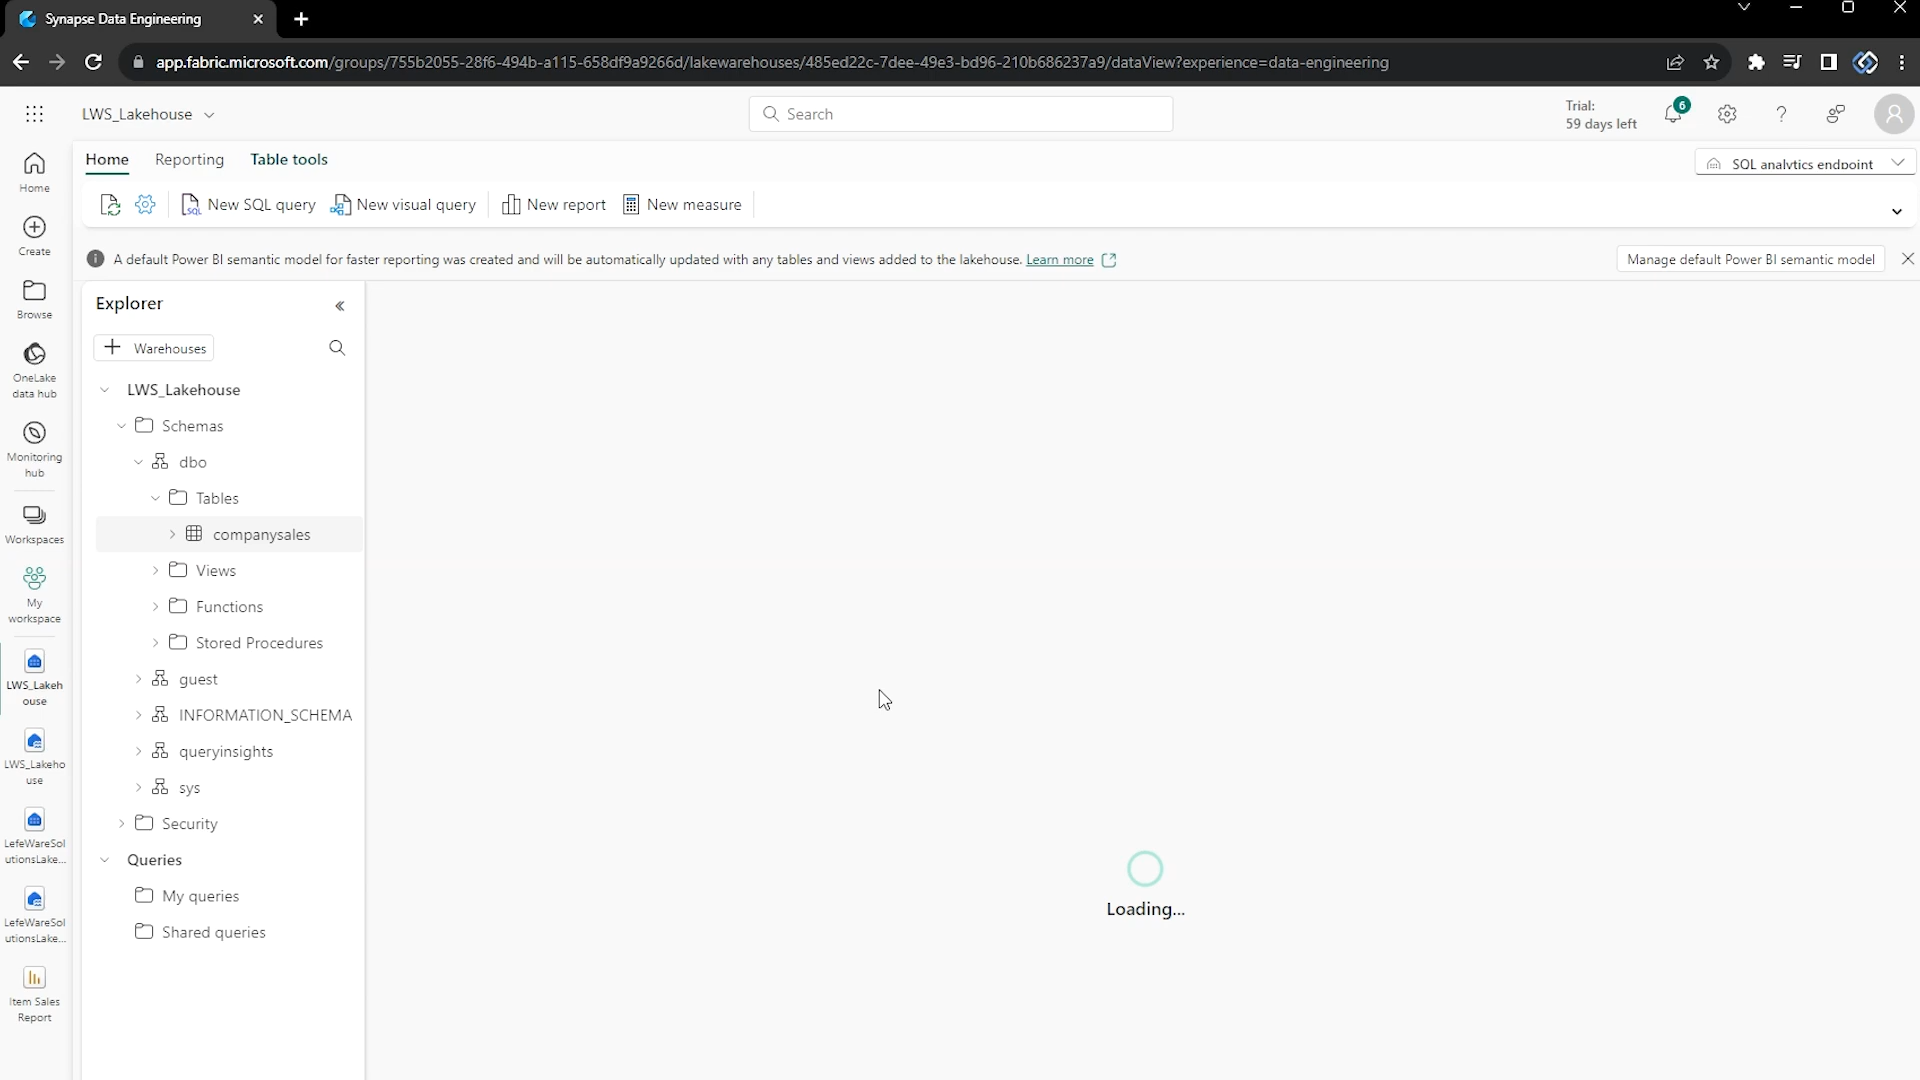 Synapse Data Engineering
app.fabric.microsoft.com/groups/755b2055-28f6-494b-a115-658df9a9266d/lakewarehouses/485ed22c-7dee-49e3-bd96-210b686237a9/dataView?experience=data-engineering
LWS_Lakehouse
Search
Trial:
59 days left
6
Home
Reporting
Table tools
SQL analytics endpoint
New SQL query
New visual query
New report
New measure
A default Power BI semantic model for faster reporting was created and will be automatically updated with any tables and views added to the lakehouse. Learn more
Manage default Power BI semantic model
Home
Create
Browse
OneLake
data hub
Monitoring
hub
Workspaces
My
workspace
LWS_Lakeh
ouse
LWS_Lakeho
use
LefeWareSol
utionsLake...
LefeWareSol
utionsLake...
Item Sales
Report
Explorer
Warehouses
LWS_Lakehouse
Schemas
dbo
Tables
companysales
Views
Functions
Stored Procedures
guest
INFORMATION_SCHEMA
queryinsights
sys
Security
Queries
My queries
Shared queries
Loading...